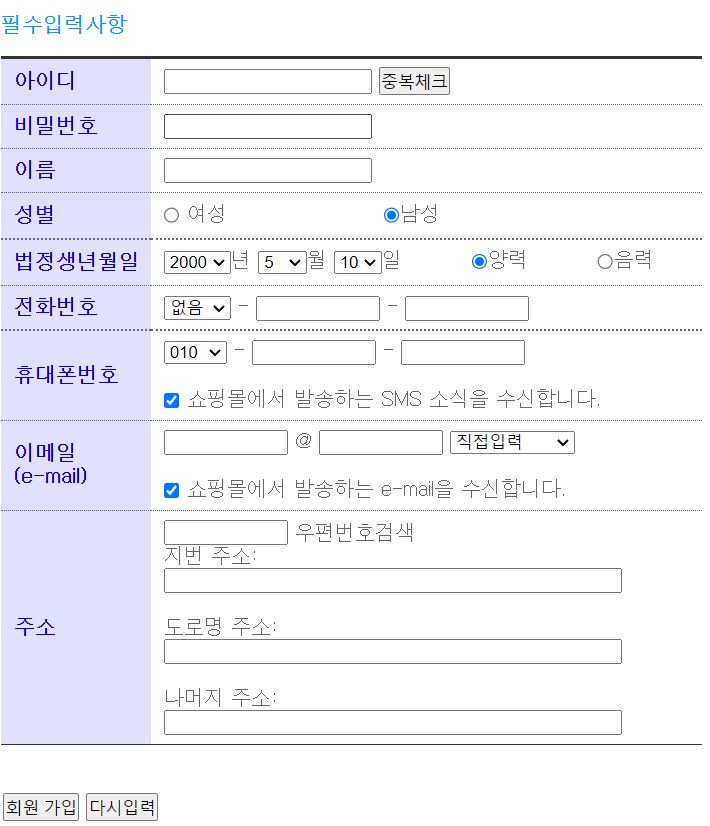 필수입력사항
아이디 중복체크
비밀번호
이름
성별 여성 남성
법정생년월일 2000 년 5 월 10 일 양력 음력
전화번호 없음 - -
휴대폰번호 010 - -
쇼핑몰에서 발송하는 SMS 소식을 수신합니다.
이메일
(e-mail) @ 직접입력
쇼핑몰에서 발송하는 e-mail을 수신합니다.
주소 우편번호검색
지번 주소:
도로명 주소:
나머지 주소:
회원 가입 다시입력